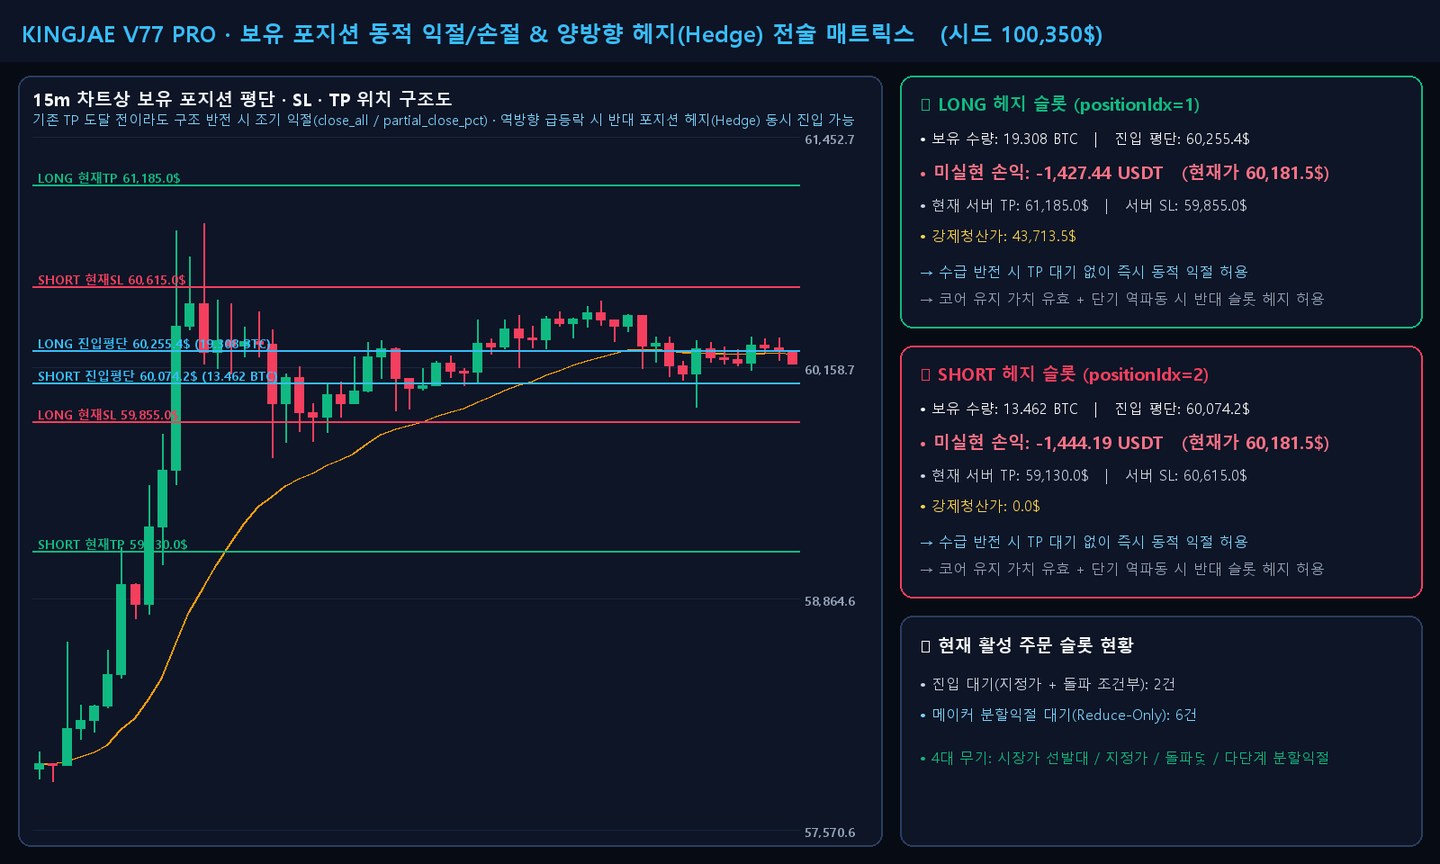 KINGJAE V77 PRO · 보유 포지션 동적 익절/손절 & 양방향 헤지(Hedge) 전술 매트릭스 (시드 100,350$)
15m 차트상 보유 포지션 평단 · SL · TP 위치 구조도
기존 TP 도달 전이라도 구조 반전 시 조기 익절(close_all / partial_close_pct) · 역방향 급등락 시 반대 포지션 헤지(Hedge) 동시 진입 가능
61,452.7
LONG 현재TP 61,185.0$
SHORT 현재SL 60,615.0$
LONG 진입평단 60,255.4$ (19.308 BTC)
60,158.7
SHORT 진입평단 60,074.2$ (13.462 BTC)
LONG 현재SL 59,855.0$
SHORT 현재TP 59,130.0$
58,864.6
57,570.6
LONG 헤지 슬롯 (positionIdx=1)
• 보유 수량: 19.308 BTC | 진입 평단: 60,255.4$
• 미실현 손익: -1,427.44 USDT (현재가 60,181.5$)
• 현재 서버 TP: 61,185.0$ | 서버 SL: 59,855.0$
• 강제청산가: 43,713.5$
→ 수급 반전 시 TP 대기 없이 즉시 동적 익절 허용
→ 코어 유지 가치 유효 + 단기 역파동 시 반대 슬롯 헤지 허용
SHORT 헤지 슬롯 (positionIdx=2)
• 보유 수량: 13.462 BTC | 진입 평단: 60,074.2$
• 미실현 손익: -1,444.19 USDT (현재가 60,181.5$)
• 현재 서버 TP: 59,130.0$ | 서버 SL: 60,615.0$
• 강제청산가: 0.0$
→ 수급 반전 시 TP 대기 없이 즉시 동적 익절 허용
→ 코어 유지 가치 유효 + 단기 역파동 시 반대 슬롯 헤지 허용
현재 활성 주문 슬롯 현황
• 진입 대기(지정가 + 돌파 조건부): 2건
• 메이커 분할익절 대기(Reduce-Only): 6건
• 4대 무기: 시장가 선발대 / 지정가 / 돌파덫 / 다단계 분할익절